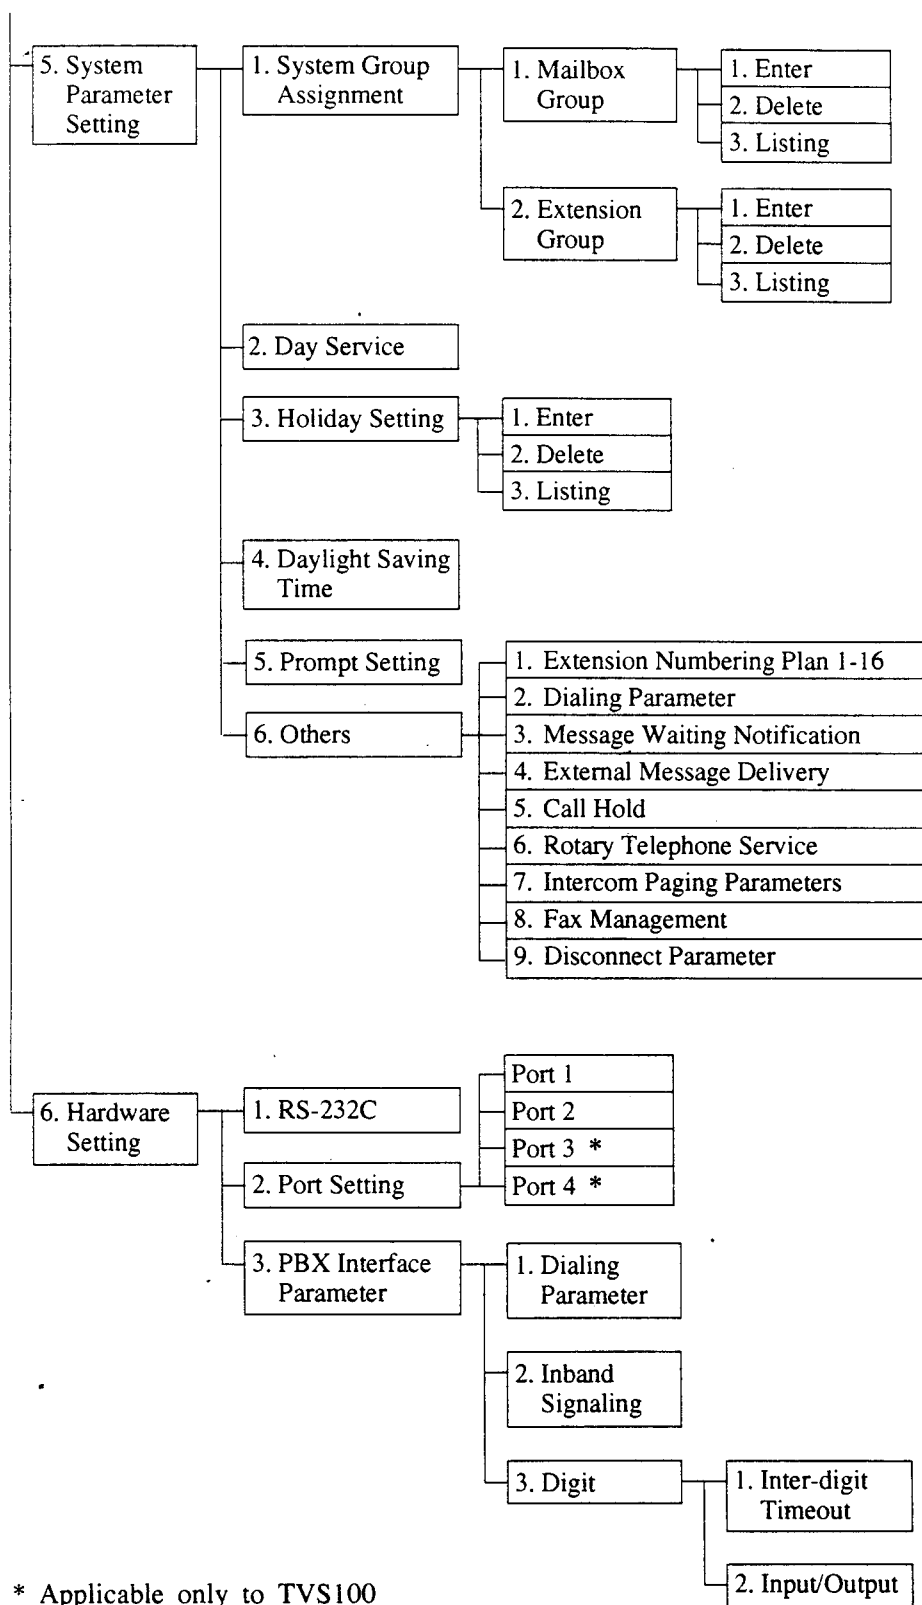 5. System
Parameter
Setting
1. System Group
Assignment
1. Mailbox
Group
1. Enter
2. Delete
3. Listing
2. Extension
Group
1. Enter
2. Delete
3. Listing
2. Day Service
3. Holiday Setting
1. Enter
2. Delete
3. Listing
4. Daylight Saving
Time
5. Prompt Setting
6. Others
1. Extension Numbering Plan 1-16
2. Dialing Parameter
3. Message Waiting Notification
4. External Message Delivery
5. Call Hold
6. Rotary Telephone Service
7. Intercom Paging Parameters
8. Fax Management
9. Disconnect Parameter
6. Hardware
Setting
1. RS-232C
2. Port Setting
Port 1
Port 2
Port 3 *
Port 4 *
3. PBX Interface
Parameter
1. Dialing
Parameter
2. Inband
Signaling
3. Digit
1. Inter-digit
Timeout
2. Input/Output
* Applicable only to TVS100